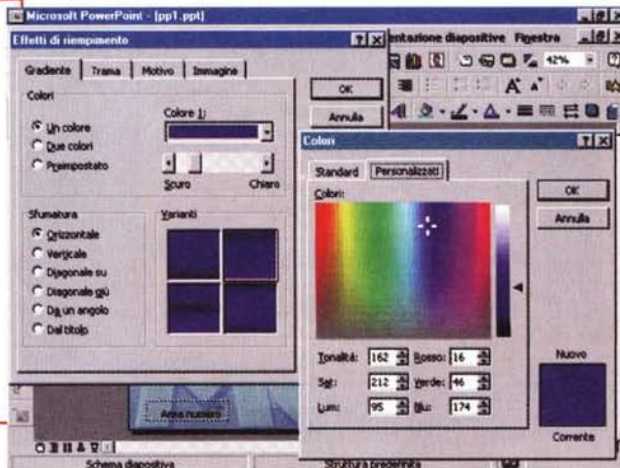 Microsoft PowerPoint - [pp1.ppt]
Effetti di riempimento
Gradiente Trama Motivo Immagine
Colori
Un colore
Due colori
Preimpostato
Colore 1:
Scuro Chiaro
OK
Annulla
Sfumatura
Orizzontale
Verticale
Diagonale su
Diagonale giù
Da un angolo
Dal titolo
Varianti
entazione diapositive Finestra
42%
Colori
Standard Personalizzati
Colori:
OK
Annulla
Tonalità: 162 Rosso: 16
Sat: 212 Verde: 46
Lum: 95 Blu: 174
Nuovo
Corrente
Area numero
Schema diapositiva Struttura predefinita